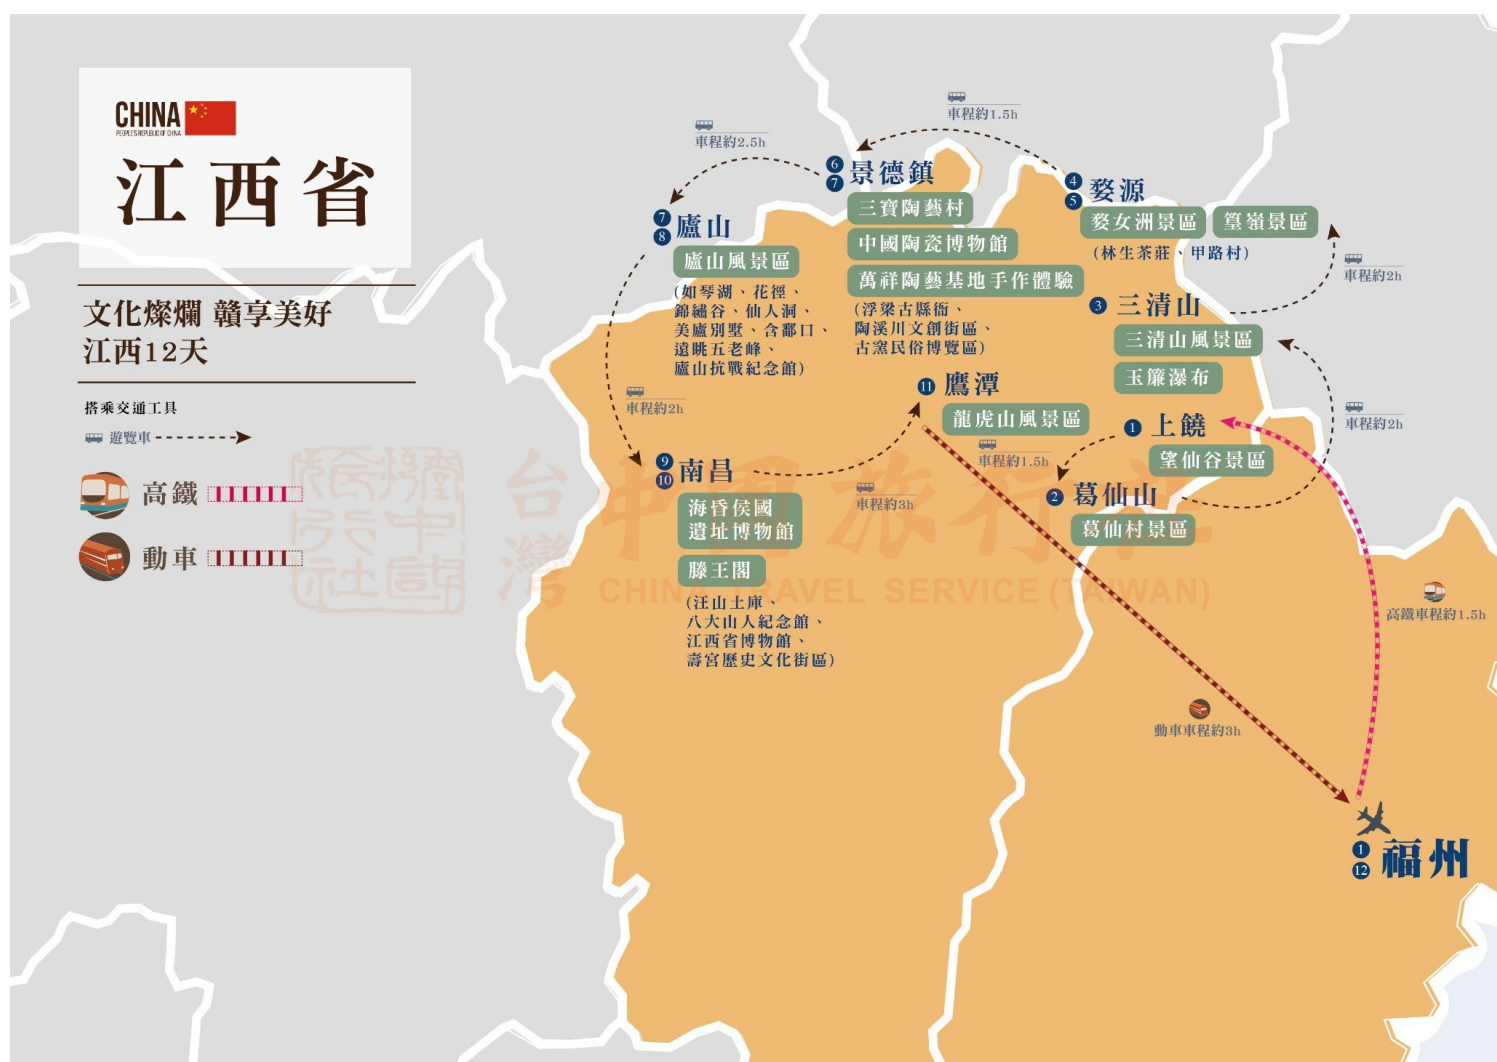 CHINA
PEOPLE'S REPUBLIC OF CHINA
江西省
文化燦爛 贛享美好
江西12天
搭乘交通工具
遊覽車
高鐵
動車
車程約1.5h
車程約2.5h
6
7
景德鎮
三寶陶藝村
中國陶瓷博物館
萬祥陶藝基地手作體驗
(浮梁古縣衙、
陶溪川文創街區、
古窯民俗博覽區)
4
5
婺源
婺女洲景區
篁嶺景區
(林生茶莊、甲路村)
車程約2h
7
8
廬山
廬山風景區
(如琴湖、花徑、
錦繡谷、仙人洞、
美廬別墅、含鄱口、
遠眺五老峰、
廬山抗戰紀念館)
3
三清山
三清山風景區
玉簾瀑布
車程約2h
車程約2h
11
鷹潭
龍虎山風景區
1
上饒
望仙谷景區
車程約1.5h
2
葛仙山
葛仙村景區
9
10
南昌
海昏侯國
遺址博物館
滕王閣
(汪山土庫、
八大山人紀念館、
江西省博物館、
壽宮歷史文化街區)
車程約3h
台灣中國旅行社
CHINA TRAVEL SERVICE (TAIWAN)
高鐵車程約1.5h
動車車程約3h
1
12
福州